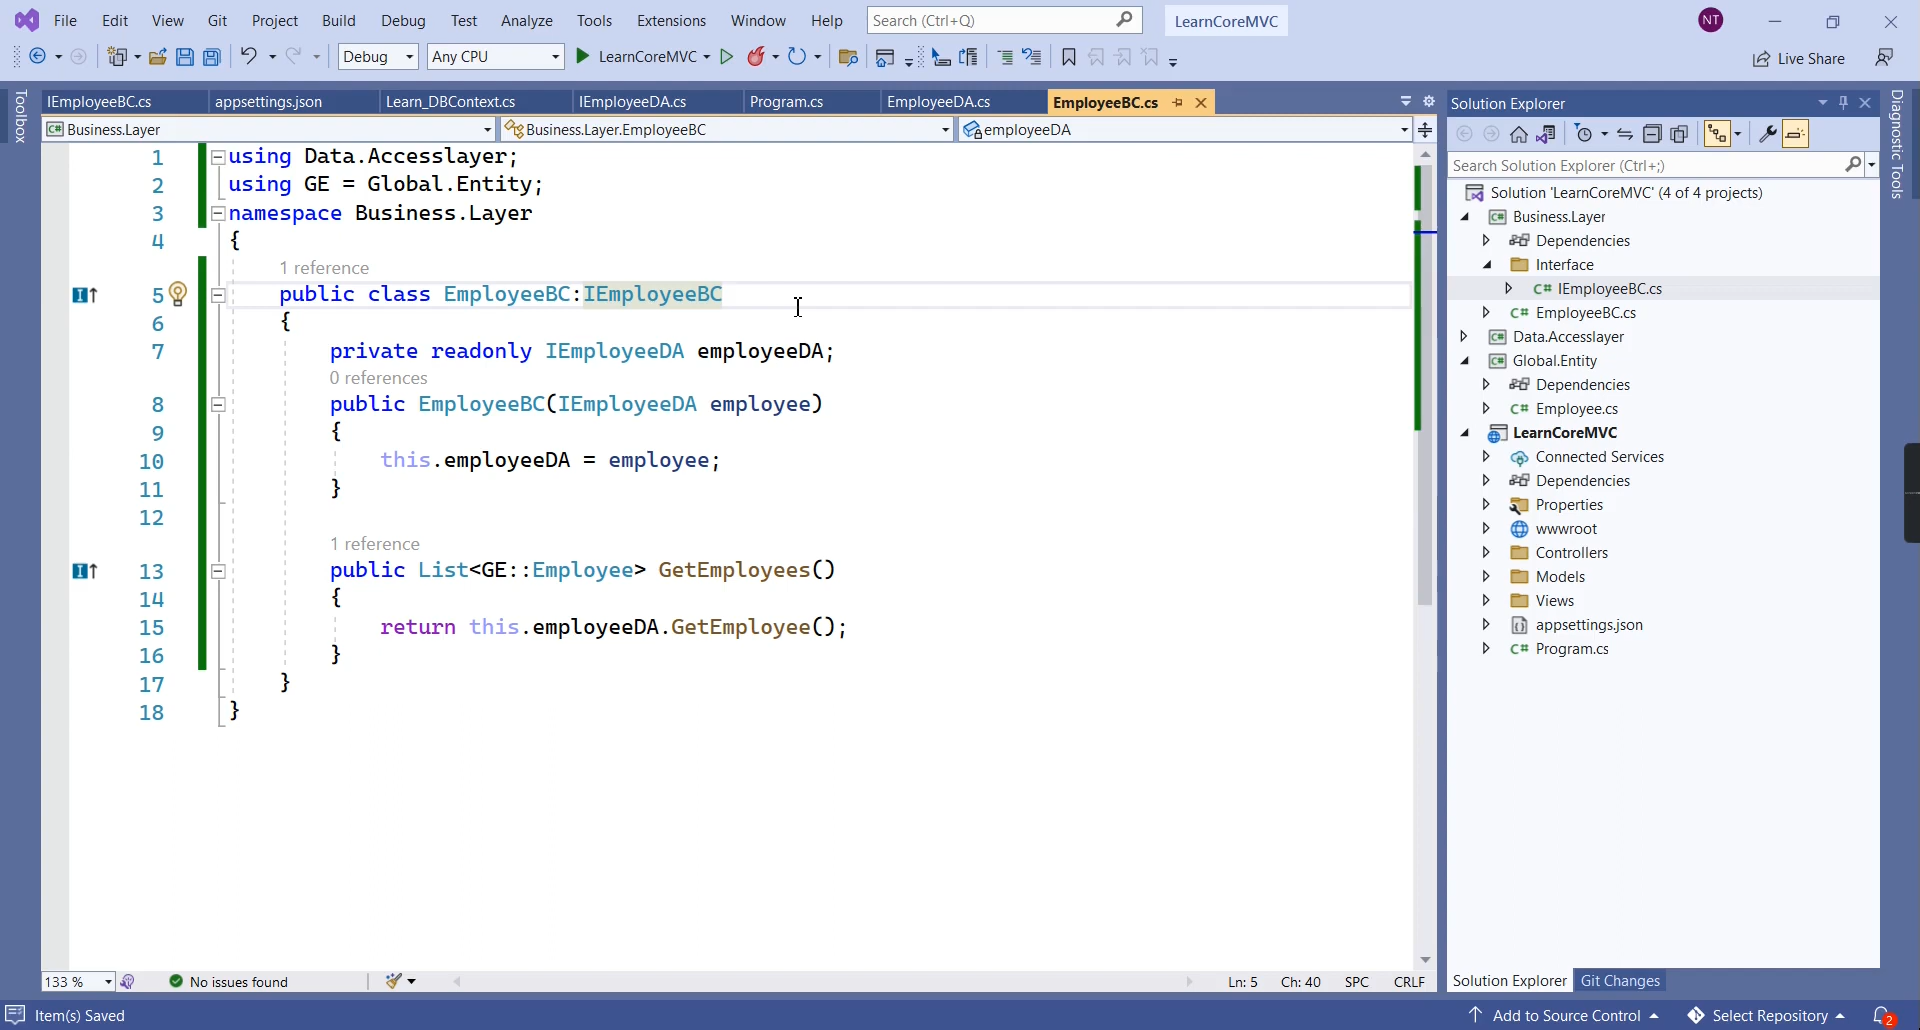 File Edit View Git Project Build Debug Test Analyze Tools Extensions Window Help Search (Ctrl+Q) LearnCoreMVC NT
Debug Any CPU LearnCoreMVC Live Share
Toolbox
IEmployeeBC.cs appsettings.json Learn_DBContext.cs IEmployeeDA.cs Program.cs EmployeeDA.cs EmployeeBC.cs
Business.Layer Business.Layer.EmployeeBC employeeDA
1 using Data.Accesslayer;
2 using GE = Global.Entity;
3 namespace Business.Layer
4 {
1 reference
5 public class EmployeeBC:IEmployeeBC
6 {
7 private readonly IEmployeeDA employeeDA;
0 references
8 public EmployeeBC(IEmployeeDA employee)
9 {
10 this.employeeDA = employee;
11 }
12
1 reference
13 public List<GE::Employee> GetEmployees()
14 {
15 return this.employeeDA.GetEmployee();
16 }
17 }
18 }
133 % No issues found Ln: 5 Ch: 40 SPC CRLF
Solution Explorer
Search Solution Explorer (Ctrl+;)
Solution 'LearnCoreMVC' (4 of 4 projects)
Business.Layer
Dependencies
Interface
IEmployeeBC.cs
EmployeeBC.cs
Data.Accesslayer
Global.Entity
Dependencies
Employee.cs
LearnCoreMVC
Connected Services
Dependencies
Properties
wwwroot
Controllers
Models
Views
appsettings.json
Program.cs
Solution Explorer Git Changes
Diagnostic Tools
Item(s) Saved Add to Source Control Select Repository 2